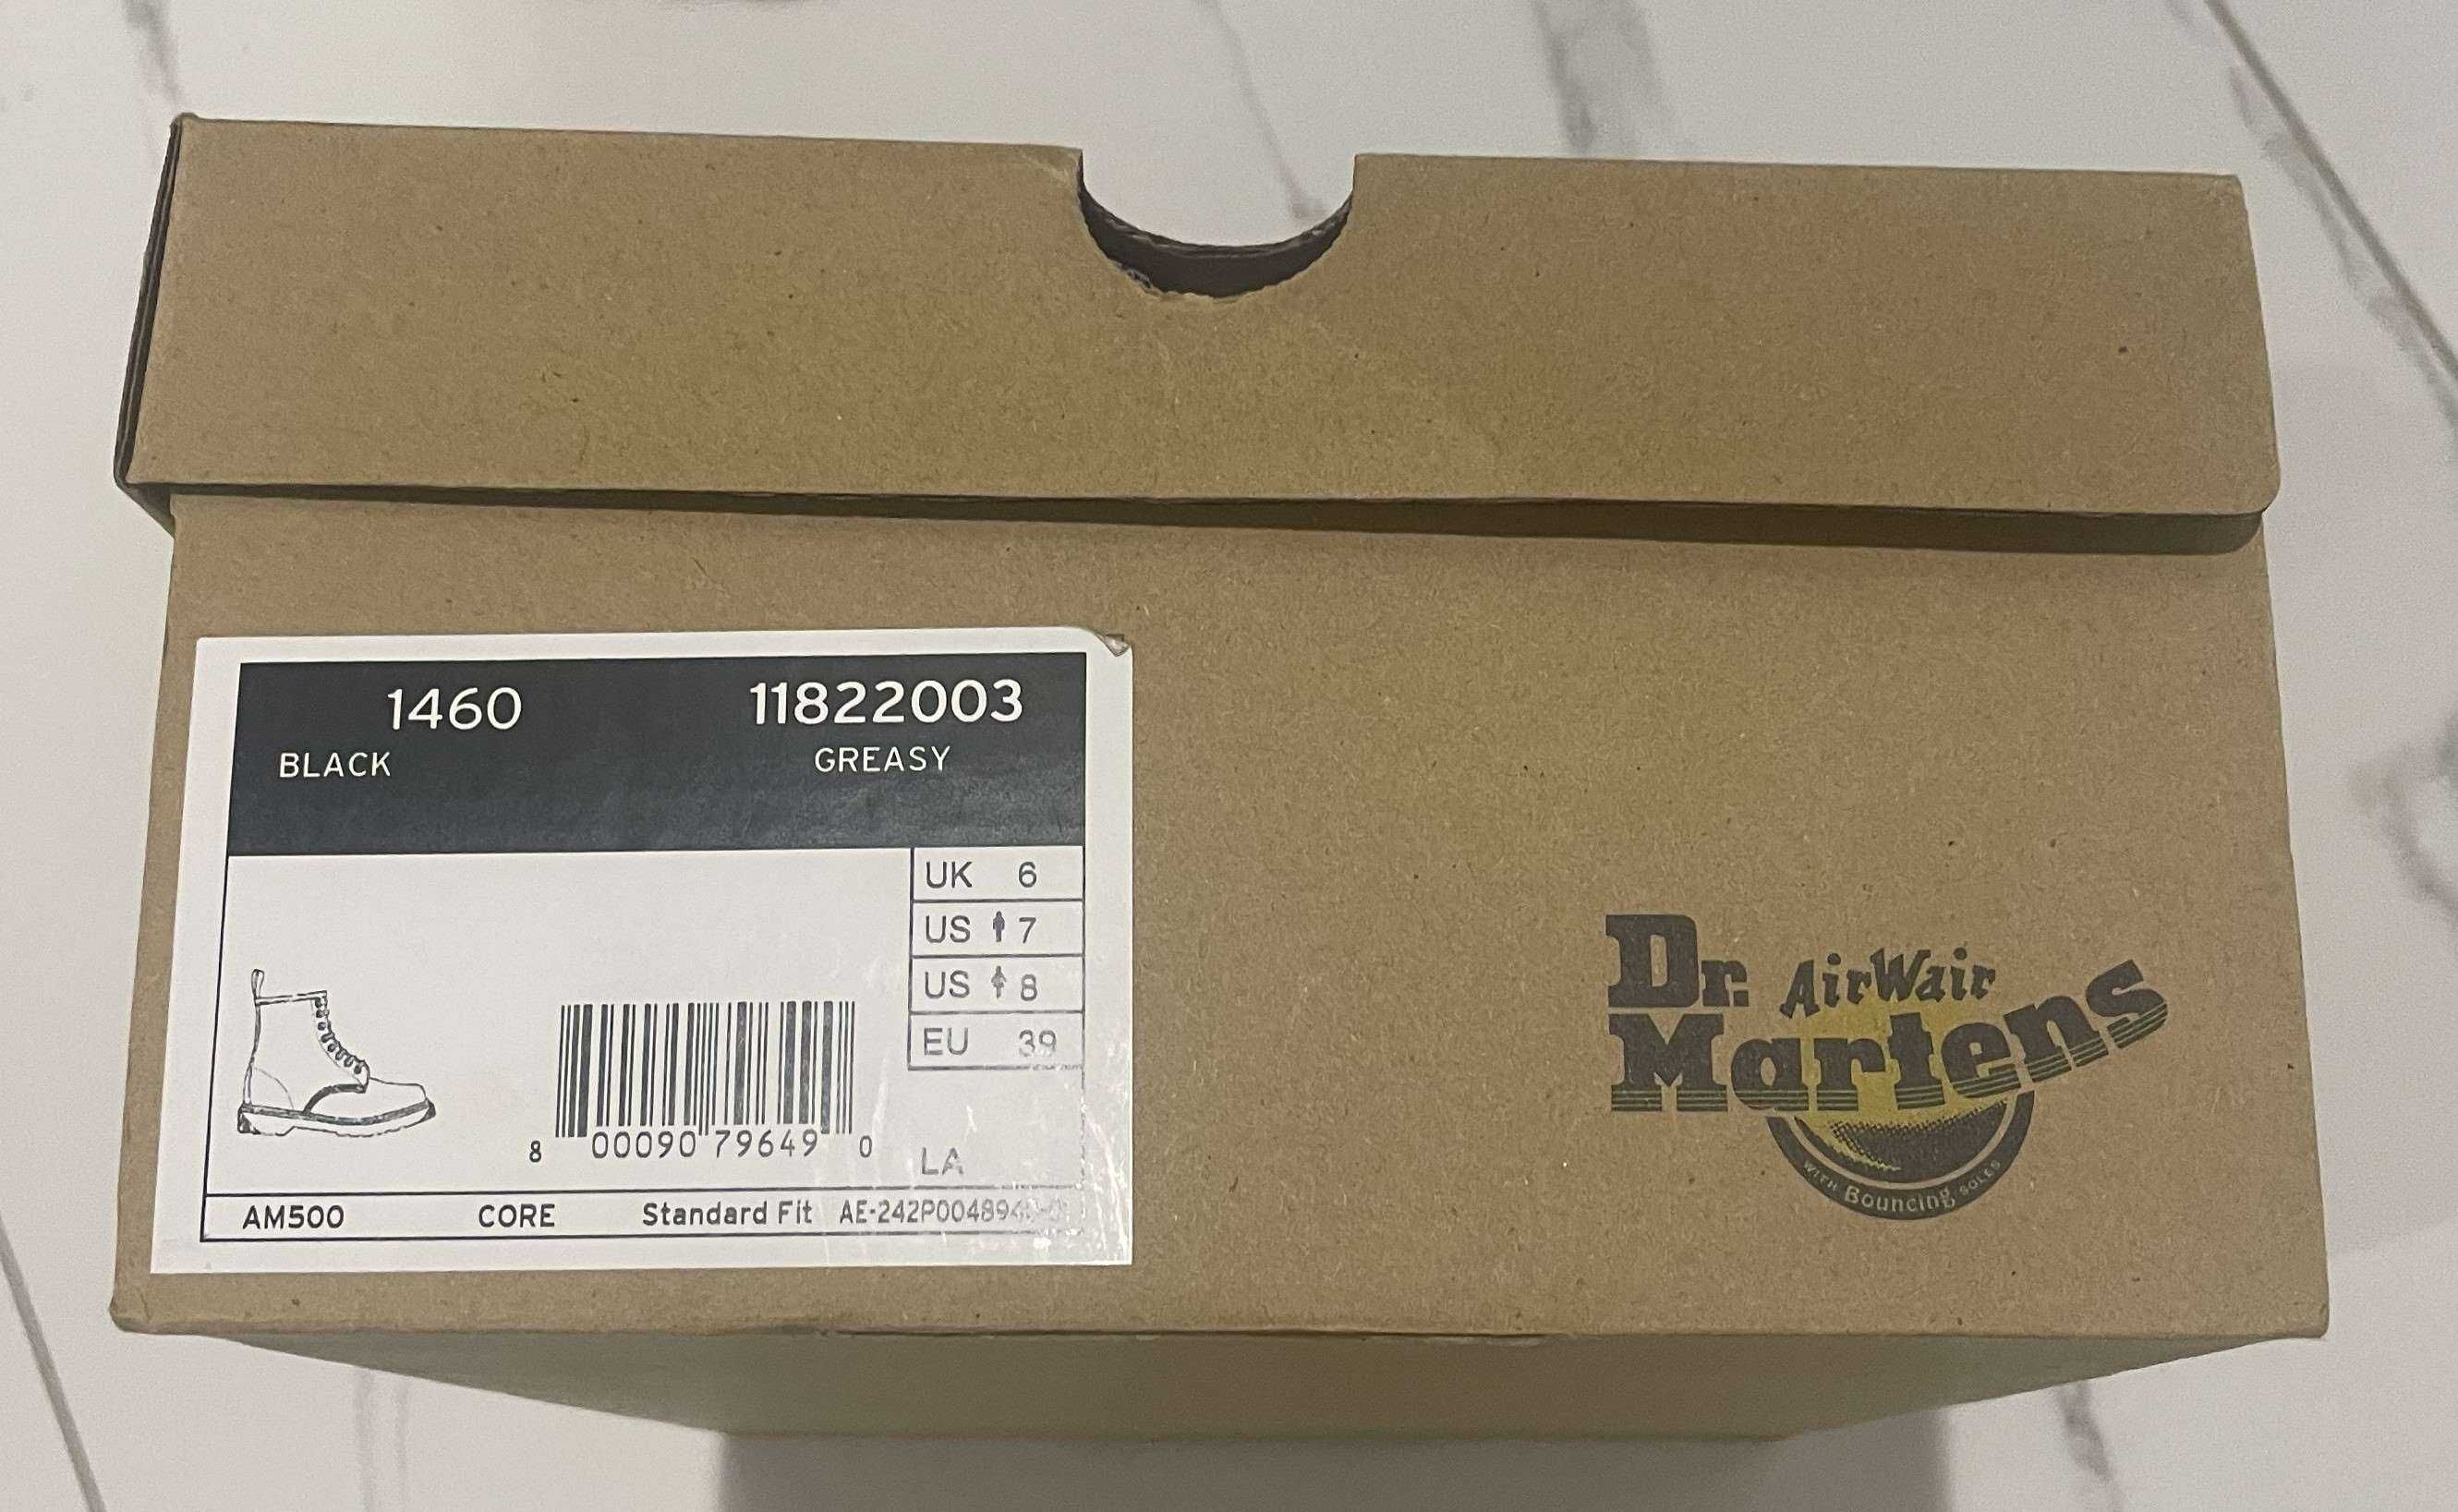 1460 11822003
BLACK GREASY
UK 6
US 7
US 8
EU 39
8 00090 79649 0
LA
AM500 CORE Standard Fit
Dr. AirWair
Martens
WITH Bouncing SOLES